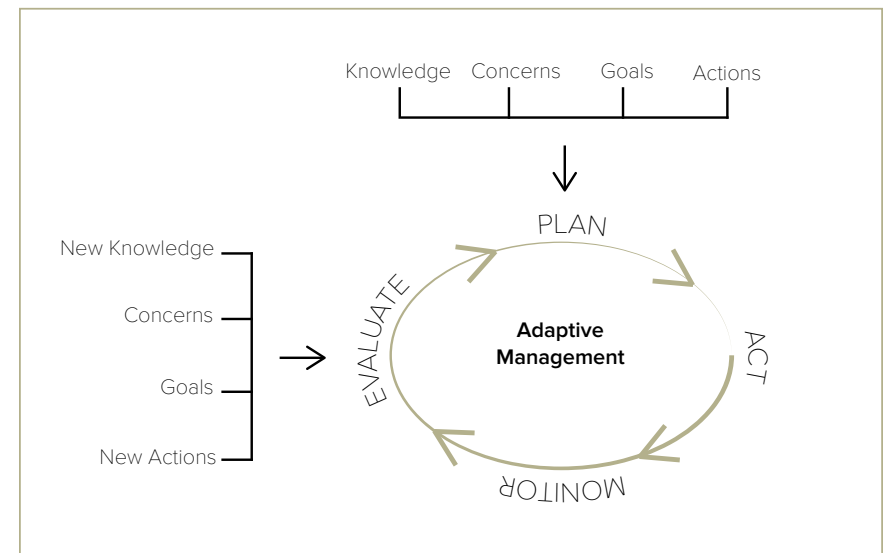 Knowledge Concerns Goals Actions
PLAN
New Knowledge
Concerns
Goals
New Actions
EVALUATE
Adaptive
Management
ACT
MONITOR